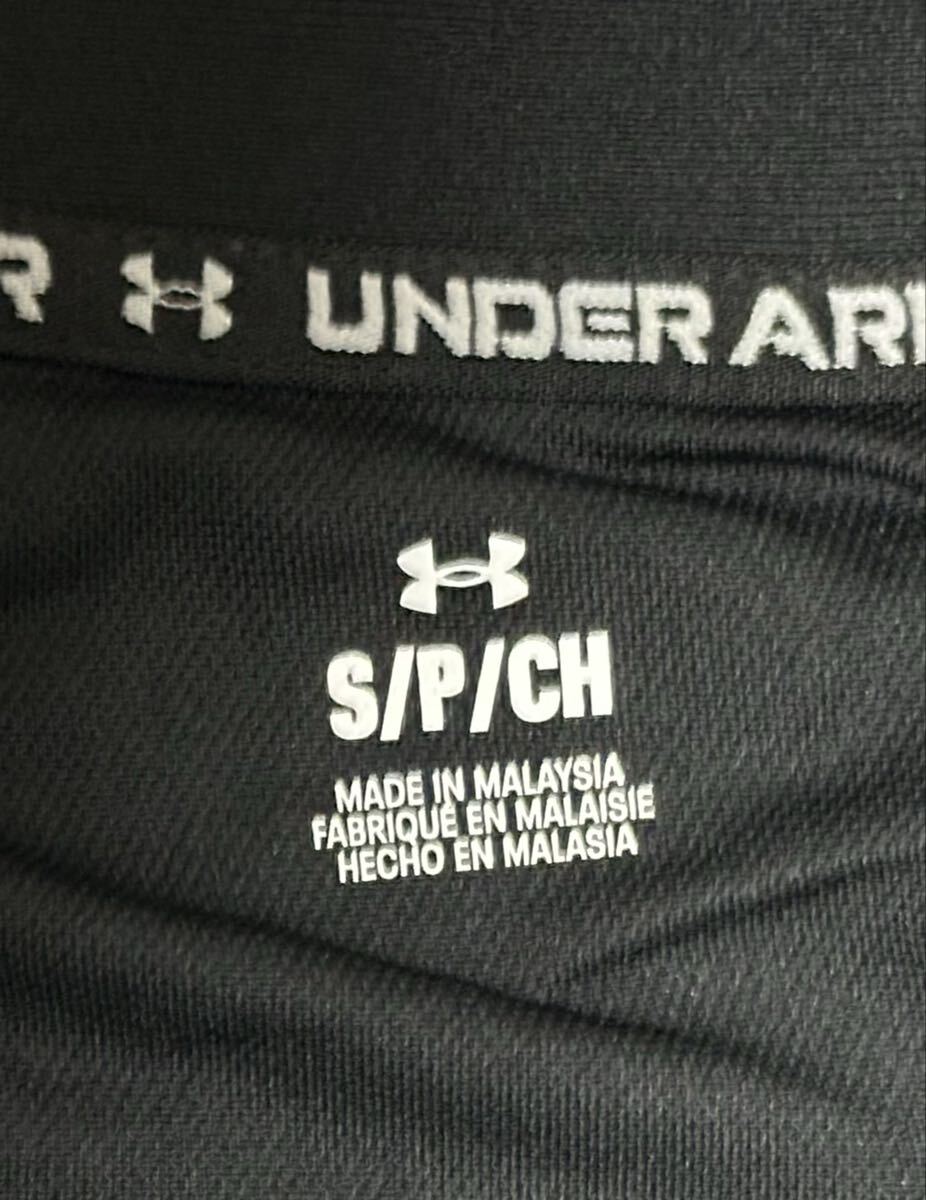 R UNDER AR
S/P/CH
MADE IN MALAYSIA
FABRIQUÉ EN MALAISIE
HECHO EN MALASIA